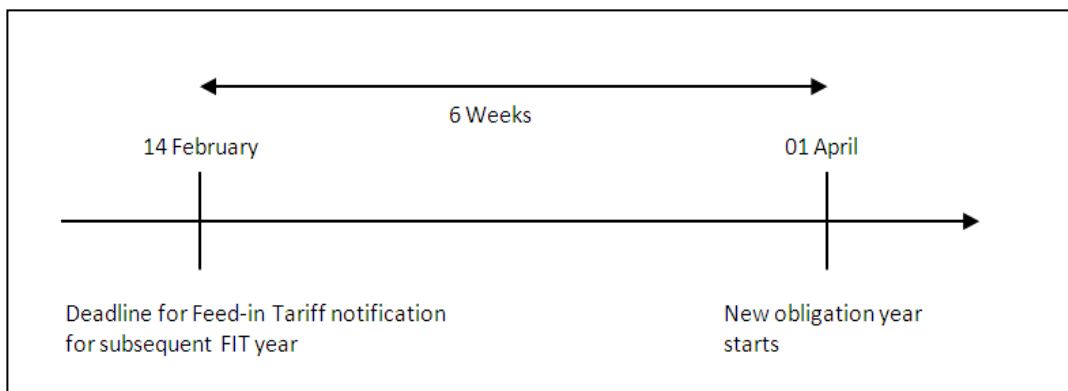 6 Weeks
14 February
01 April
Deadline for Feed-in Tariff notification
for subsequent FIT year
New obligation year
starts